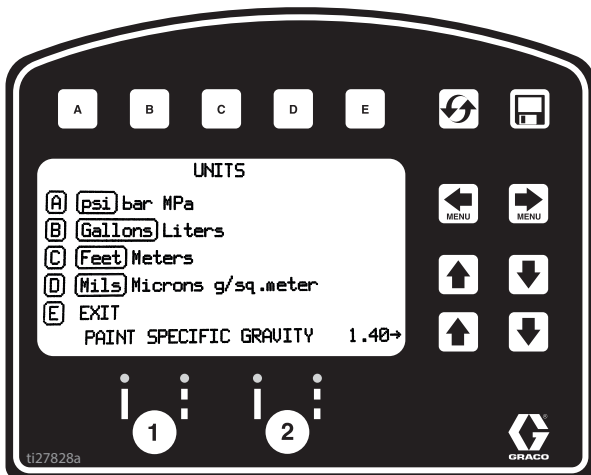 A B C D E
UNITS
A psi bar MPa
B Gallons Liters
C Feet Meters
D Mils Microns g/sq.meter
E EXIT
PAINT SPECIFIC GRAVITY 1.40→
MENU MENU
1 2
ti27828a
G
GRACO